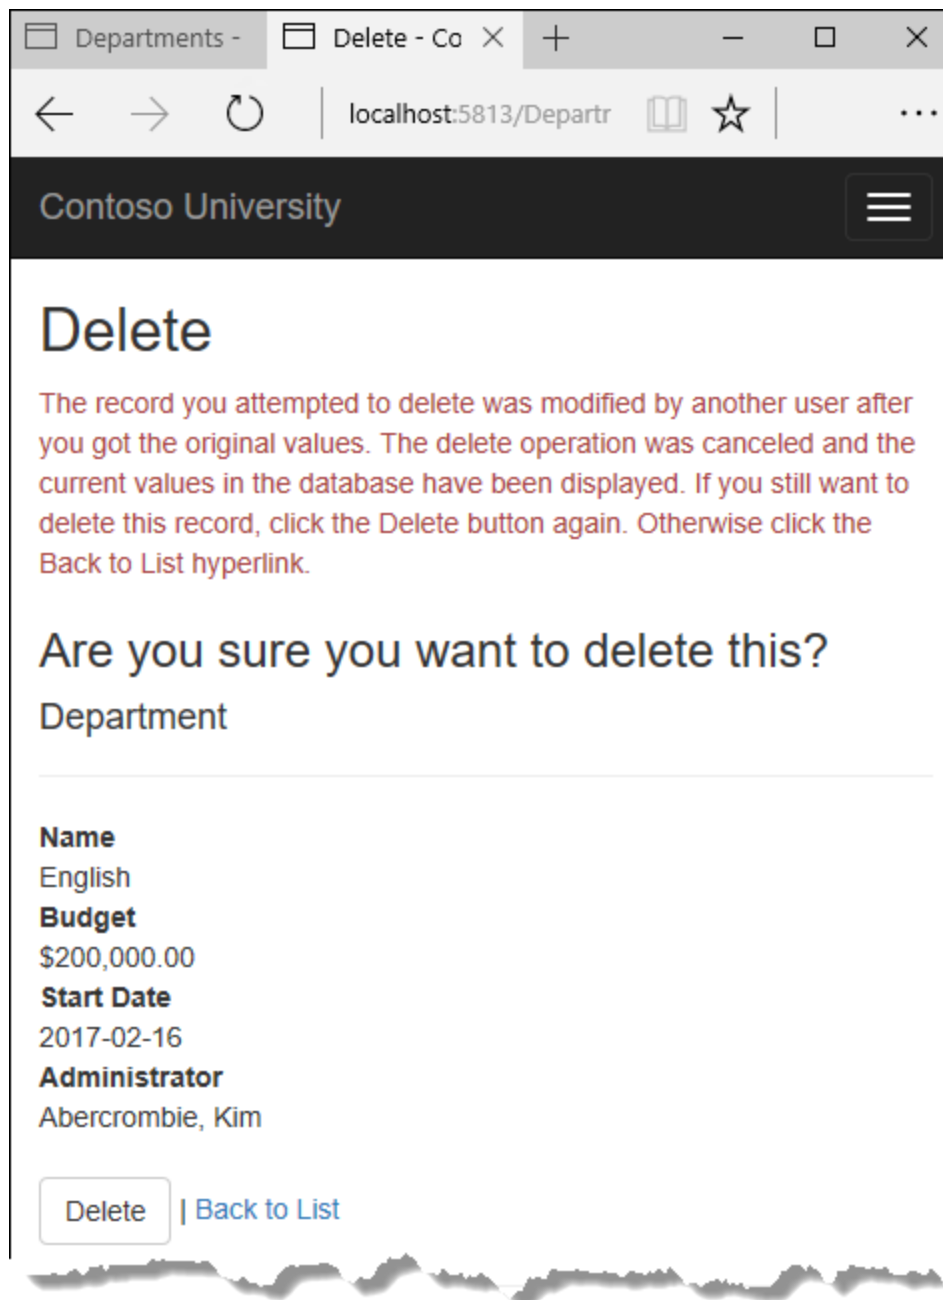 Departments -
Delete - Co
localhost:5813/Departr
Contoso University
Delete
The record you attempted to delete was modified by another user after
you got the original values. The delete operation was canceled and the
current values in the database have been displayed. If you still want to
delete this record, click the Delete button again. Otherwise click the
Back to List hyperlink.
Are you sure you want to delete this?
Department
Name
English
Budget
$200,000.00
Start Date
2017-02-16
Administrator
Abercrombie, Kim
Delete | Back to List